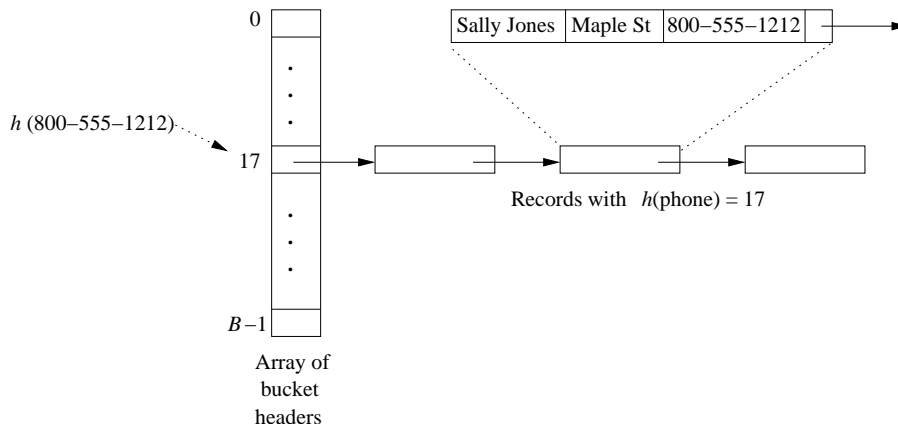 0
Sally Jones Maple St 800–555–1212
h (800–555–1212)
17
Records with h(phone) = 17
B–1
Array of
bucket
headers